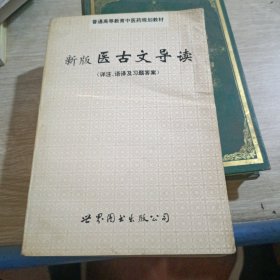 普通高等教育中医药规划教材
新版 医古文导读
(详注、语译及习题答案)
世界图书出版公司